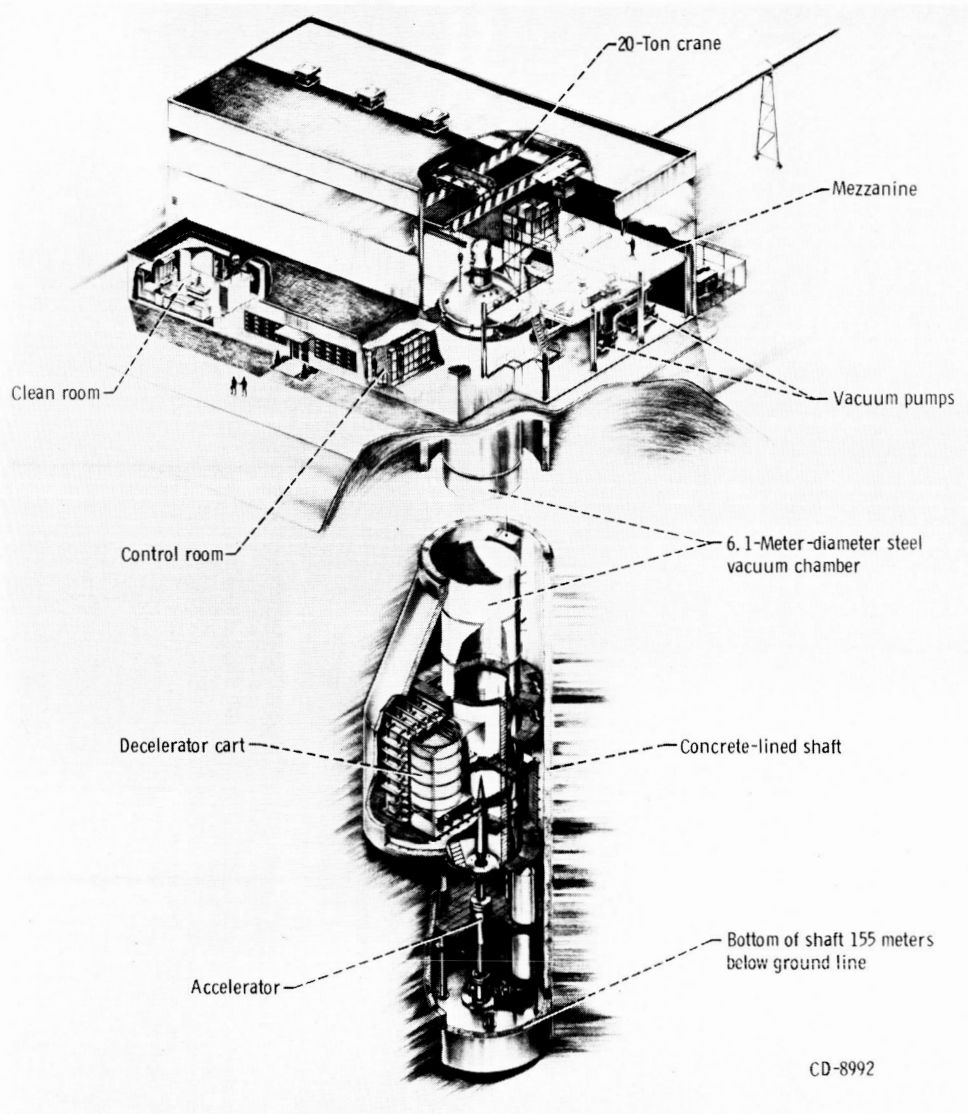 20-Ton crane
Mezzanine
Clean room
Vacuum pumps
Control room
6.1-Meter-diameter steel
vacuum chamber
Decelerator cart
Concrete-lined shaft
Bottom of shaft 155 meters
below ground line
Accelerator
CD-8992